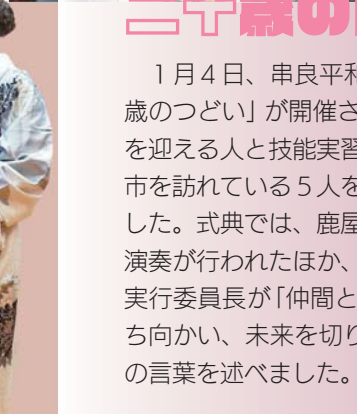 二十歳の
１月４日、串良平和
歳のつどい」が開催さ
を迎える人と技能実習
市を訪れている５人を
した。式典では、鹿屋
演奏が行われたほか、
実行委員長が「仲間と
ち向かい、未来を切り
の言葉を述べました。